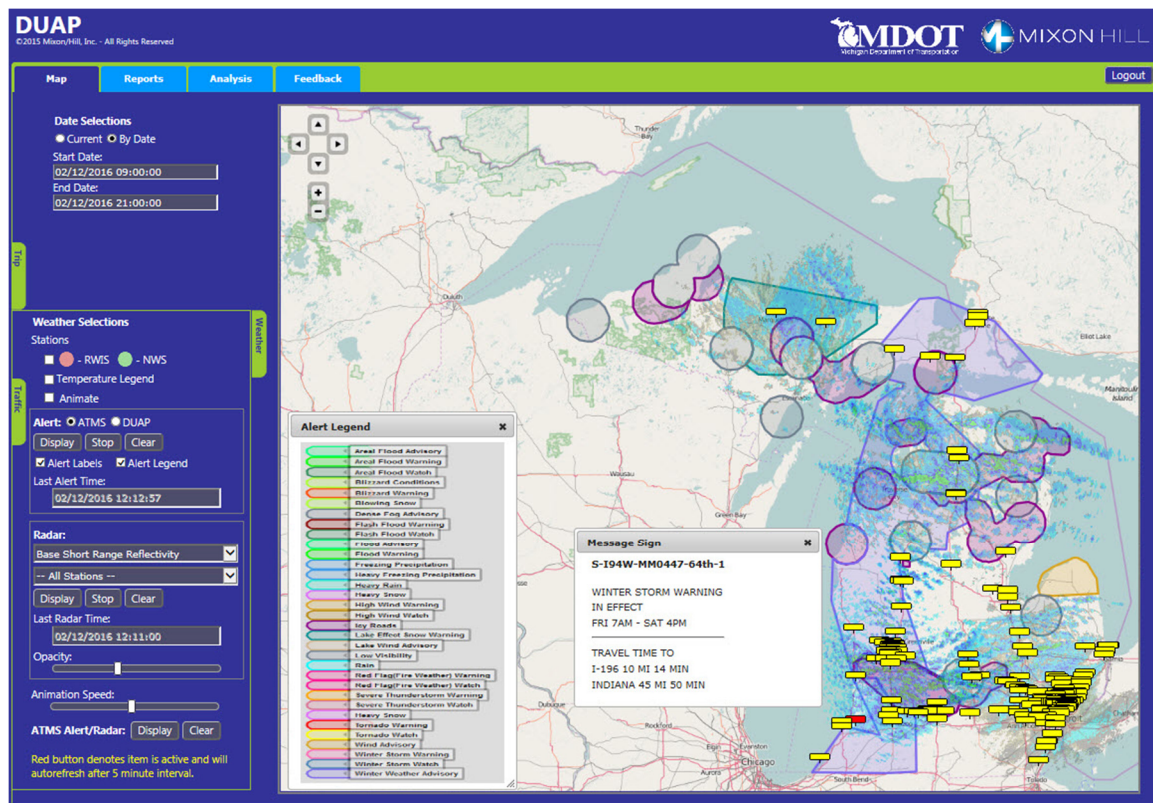 DUAP
©2015 Mixon/Hill, Inc. - All Rights Reserved
MDOT
Michigan Department of Transportation
MIXON HILL
Map
Reports
Analysis
Feedback
Logout
Date Selections
Current By Date
Start Date:
02/12/2016 09:00:00
End Date:
02/12/2016 21:00:00
Trip
Weather
Traffic
Weather Selections
Stations
- RWIS - NWS
Temperature Legend
Animate
Alert: ATMS DUAP
Display Stop Clear
Alert Labels Alert Legend
Last Alert Time:
02/12/2016 12:12:57
Radar:
Base Short Range Reflectivity
-- All Stations --
Display Stop Clear
Last Radar Time:
02/12/2016 12:11:00
Opacity:
Animation Speed:
ATMS Alert/Radar: Display Clear
Red button denotes item is active and will
autorefresh after 5 minute interval.
Thunder
Bay
Duluth
Elliot Lake
Manitoulin
Island
Wausau
Green Bay
Dubuque
Rockford
Elgin
Evanston
Chicago
Aurora
South Bend
Toledo
Alert Legend
Areal Flood Advisory
Areal Flood Warning
Areal Flood Watch
Blizzard Conditions
Blizzard Warning
Blowing Snow
Dense Fog Advisory
Flash Flood Warning
Flash Flood Watch
Flood Advisory
Flood Warning
Freezing Precipitation
Heavy Freezing Precipitation
Heavy Rain
Heavy Snow
High Wind Warning
High Wind Watch
Icy Roads
Lake Effect Snow Warning
Lake Wind Advisory
Low Visibility
Rain
Red Flag(Fire Weather) Warning
Red Flag(Fire Weather) Watch
Severe Thunderstorm Warning
Severe Thunderstorm Watch
Heavy Snow
Tornado Warning
Tornado Watch
Wind Advisory
Winter Storm Warning
Winter Storm Watch
Winter Weather Advisory
Message Sign
S-I94W-MM0447-64th-1
WINTER STORM WARNING
IN EFFECT
FRI 7AM - SAT 4PM
TRAVEL TIME TO
I-196 10 MI 14 MIN
INDIANA 45 MI 50 MIN